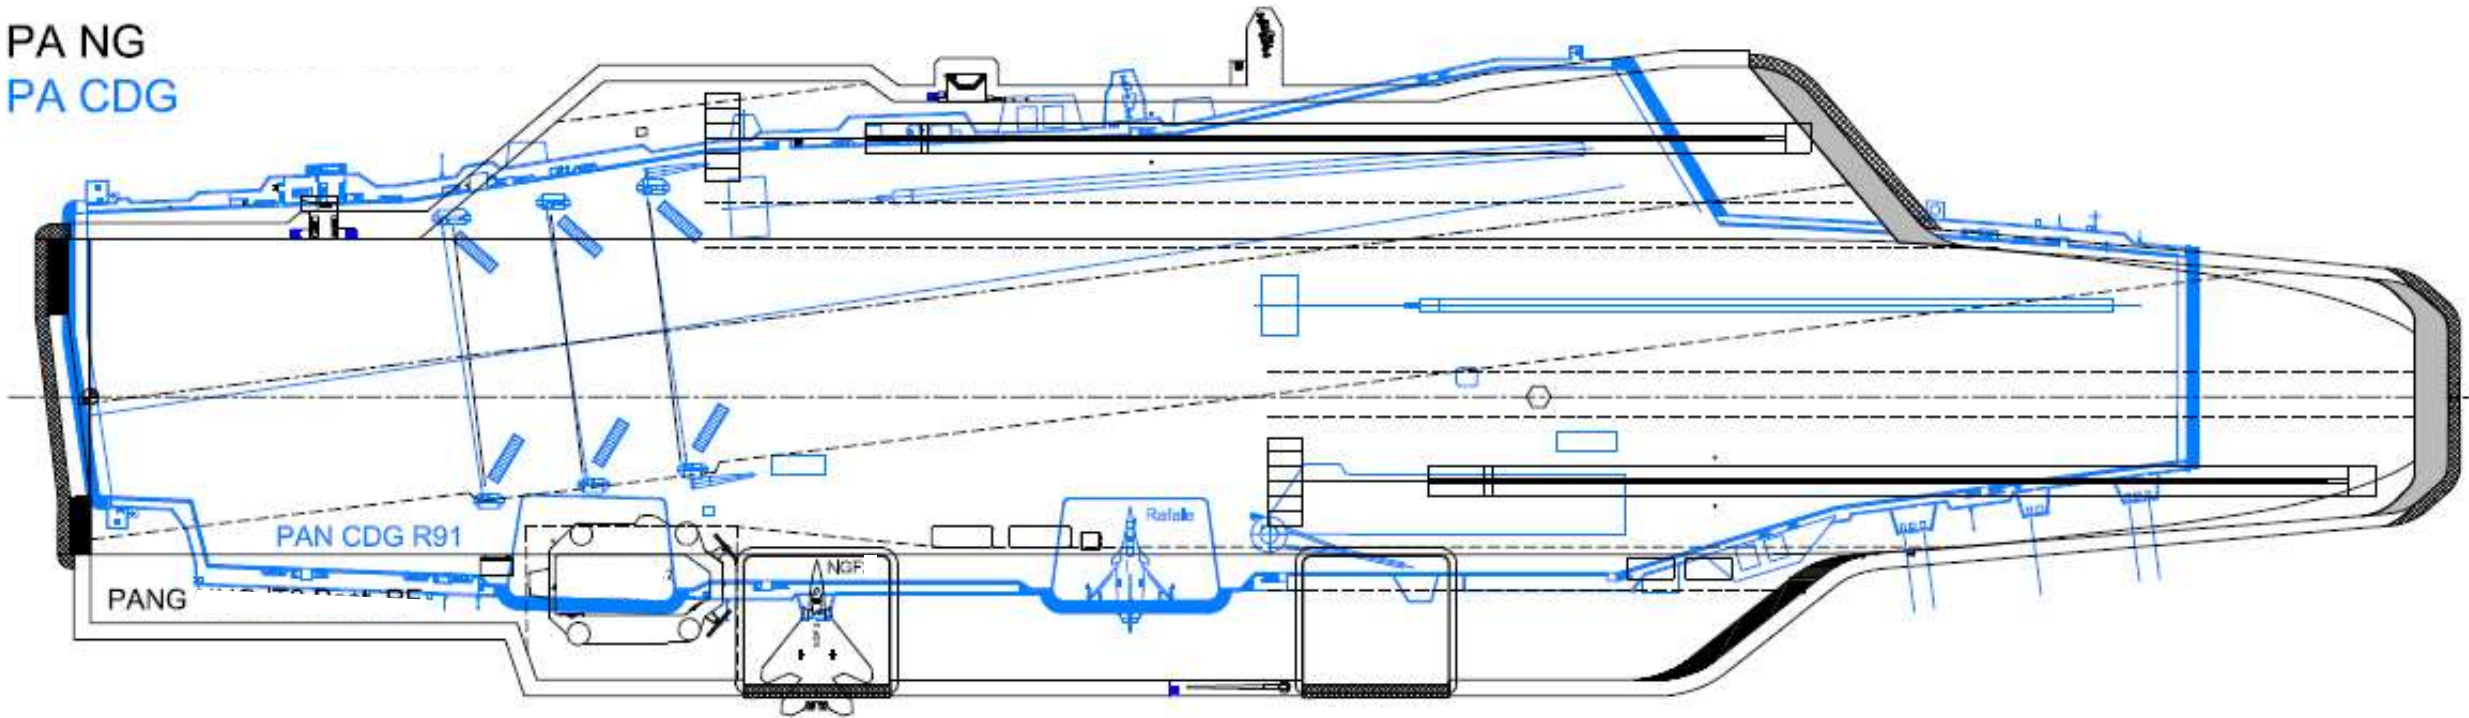 PA NG
PA CDG
PAN CDG R91
Rafale
NGF
PANG